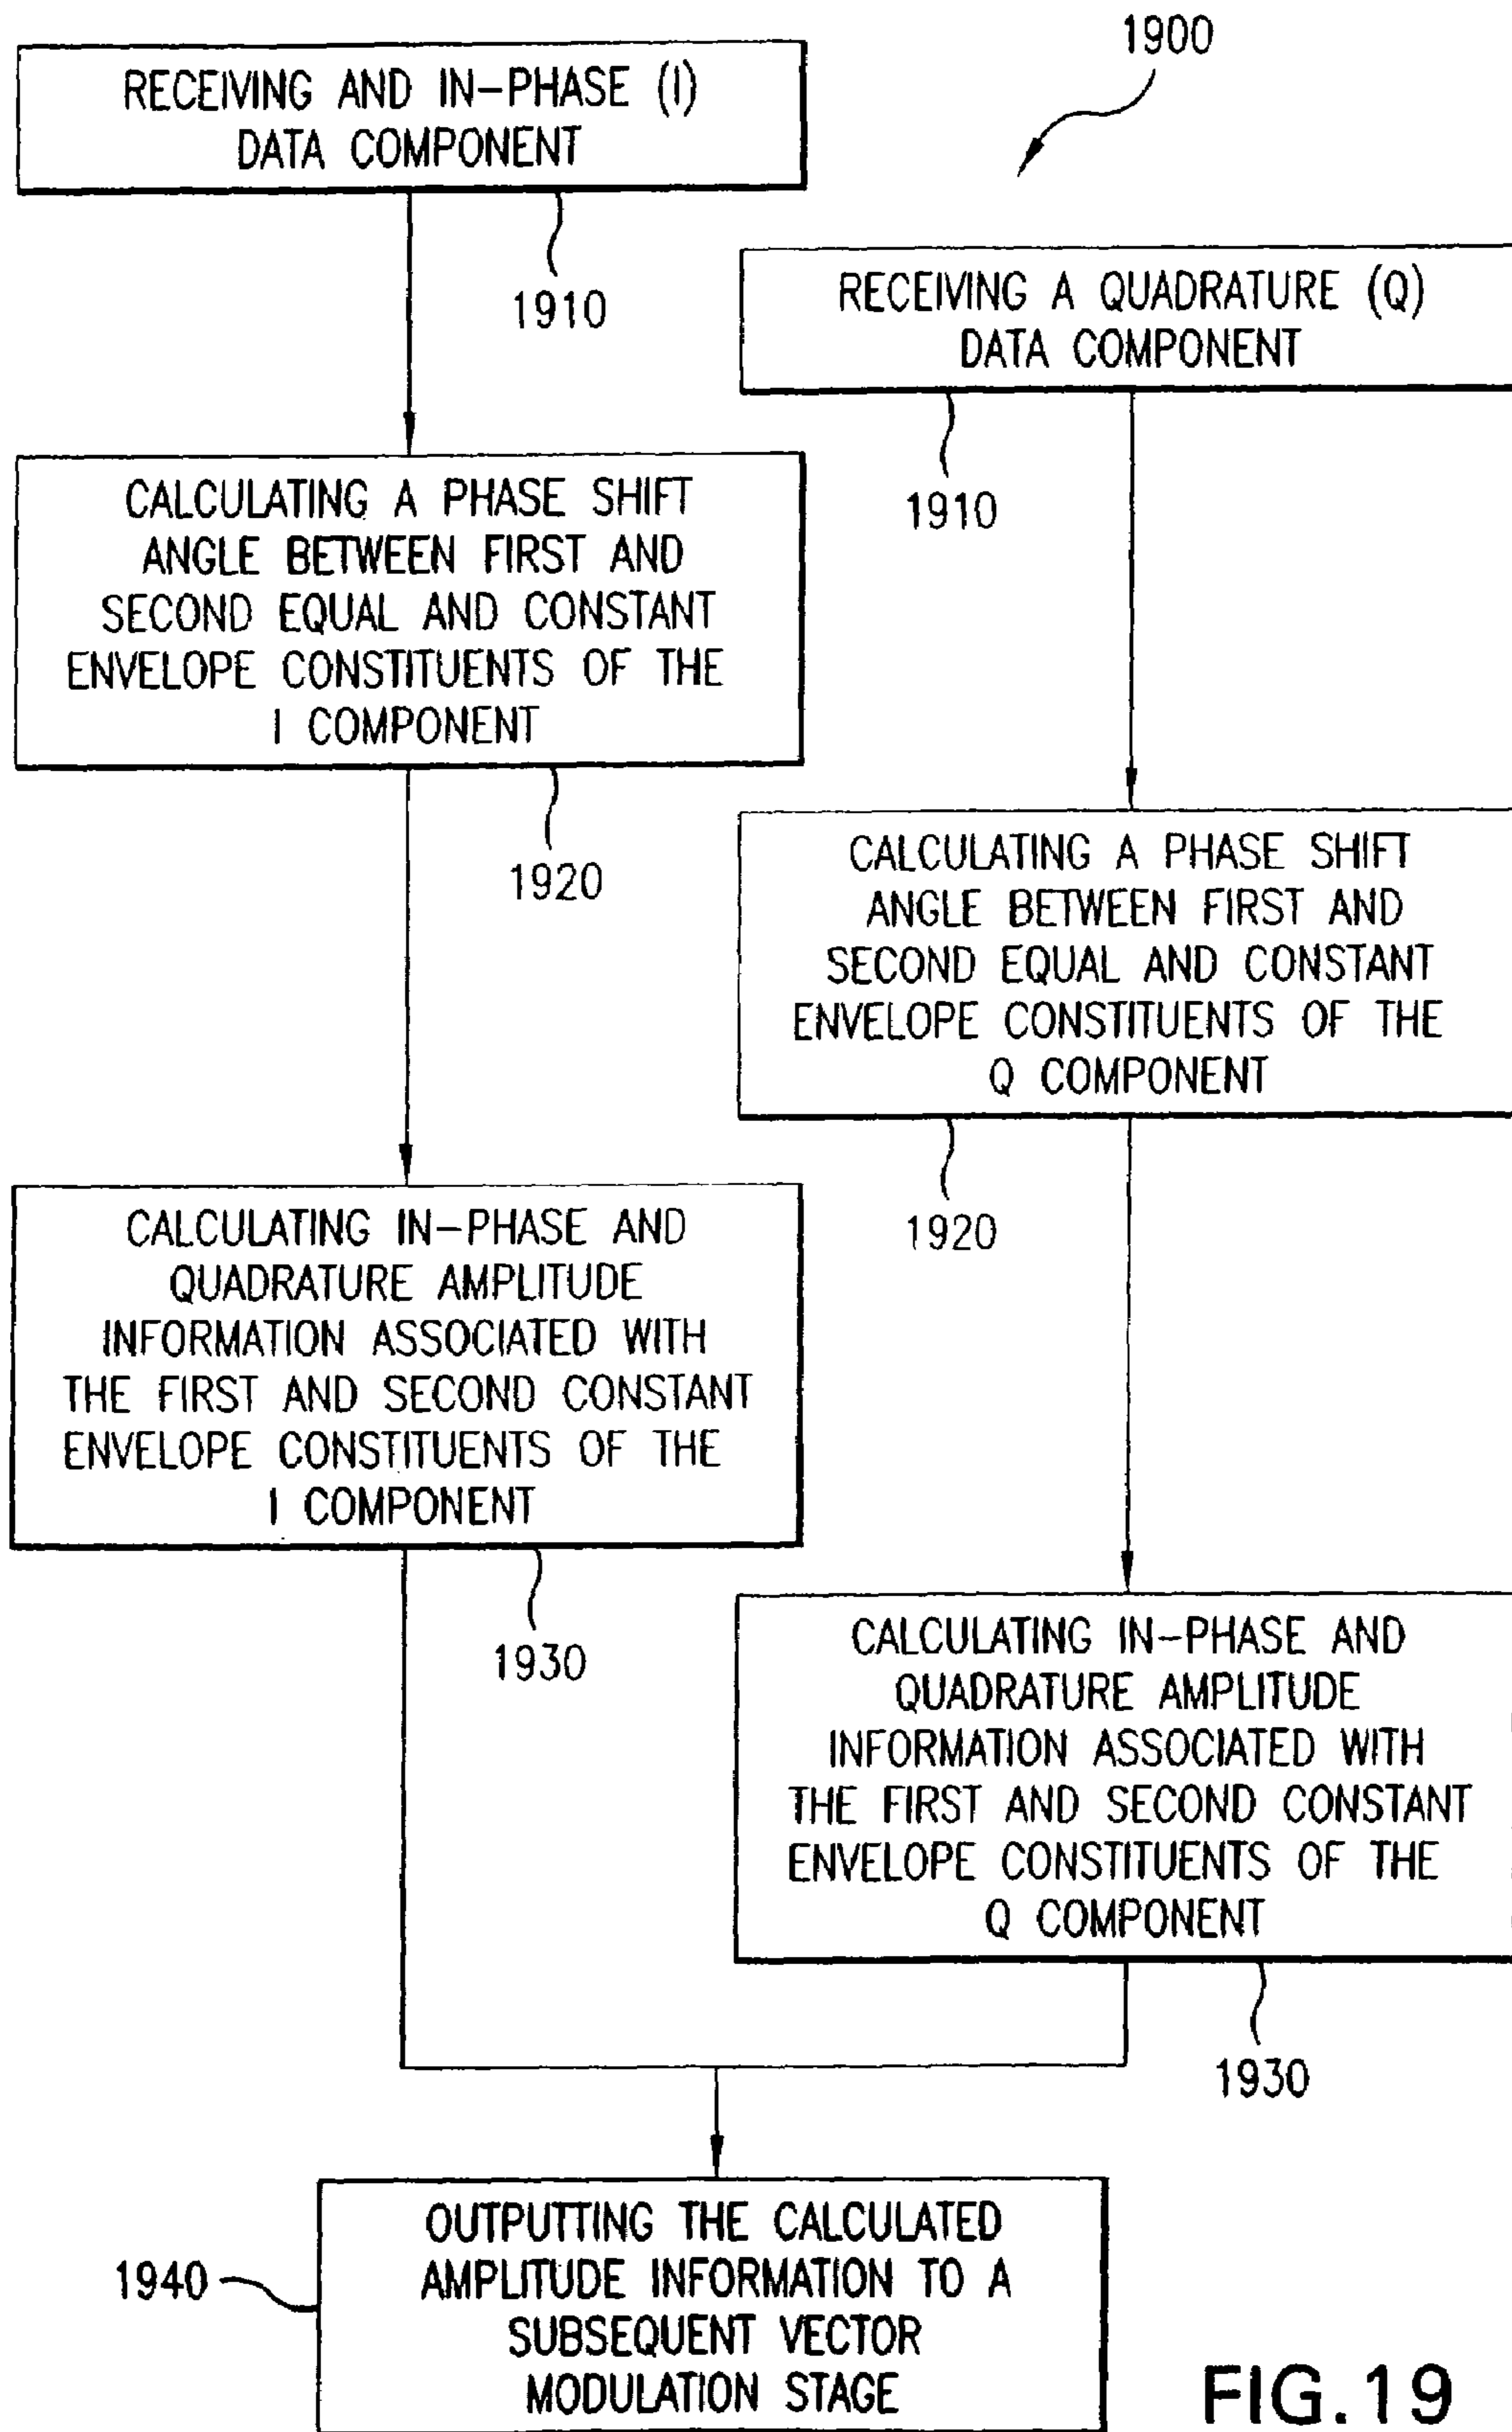 1900
RECEIVING AND IN-PHASE (I)
DATA COMPONENT
1910
RECEIVING A QUADRATURE (Q)
DATA COMPONENT
1910
CALCULATING A PHASE SHIFT
ANGLE BETWEEN FIRST AND
SECOND EQUAL AND CONSTANT
ENVELOPE CONSTITUENTS OF THE
I COMPONENT
1920
CALCULATING A PHASE SHIFT
ANGLE BETWEEN FIRST AND
SECOND EQUAL AND CONSTANT
ENVELOPE CONSTITUENTS OF THE
Q COMPONENT
1920
CALCULATING IN-PHASE AND
QUADRATURE AMPLITUDE
INFORMATION ASSOCIATED WITH
THE FIRST AND SECOND CONSTANT
ENVELOPE CONSTITUENTS OF THE
I COMPONENT
1930
CALCULATING IN-PHASE AND
QUADRATURE AMPLITUDE
INFORMATION ASSOCIATED WITH
THE FIRST AND SECOND CONSTANT
ENVELOPE CONSTITUENTS OF THE
Q COMPONENT
1930
OUTPUTTING THE CALCULATED
AMPLITUDE INFORMATION TO A
SUBSEQUENT VECTOR
MODULATION STAGE
1940
FIG.19